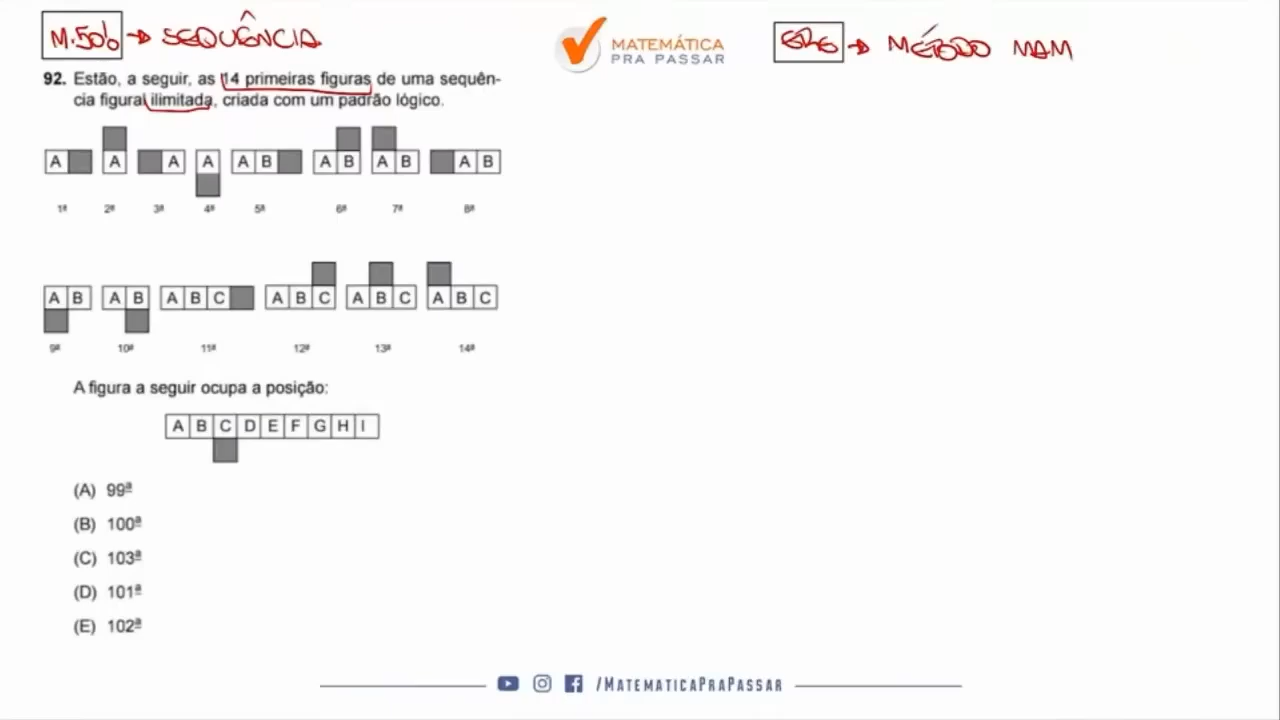 M.50% → SEQUÊNCIA
MATEMÁTICA
PRA PASSAR
→ MÉTODO MAM
92. Estão, a seguir, as 14 primeiras figuras de uma sequên-
cia figural ilimitada, criada com um padrão lógico.
A A A A A B A B A B A B
1ª 2ª 3ª 4ª 5ª 6ª 7ª 8ª
A B A B A B C A B C A B C A B C
9ª 10ª 11ª 12ª 13ª 14ª
A figura a seguir ocupa a posição:
A B C D E F G H I
(A) 99ª
(B) 100ª
(C) 103ª
(D) 101ª
(E) 102ª
/MATEMATICAPRAPASSAR